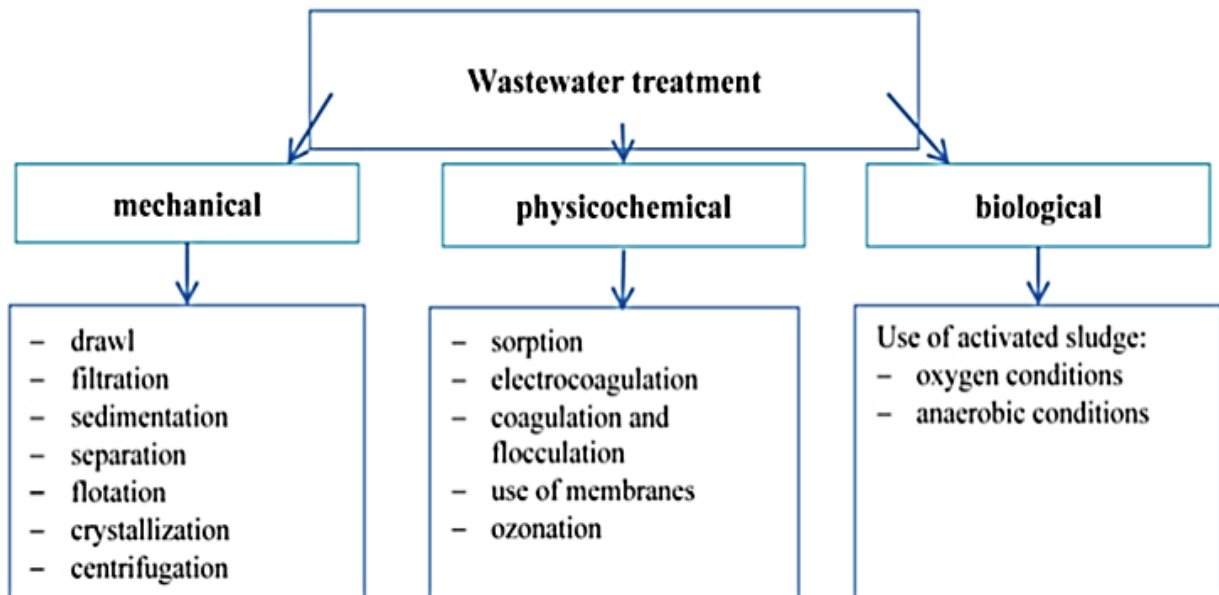 Wastewater treatment
mechanical
physicochemical
biological
– drawl
– filtration
– sedimentation
– separation
– flotation
– crystallization
– centrifugation
– sorption
– electrocoagulation
– coagulation and
flocculation
– use of membranes
– ozonation
Use of activated sludge:
– oxygen conditions
– anaerobic conditions